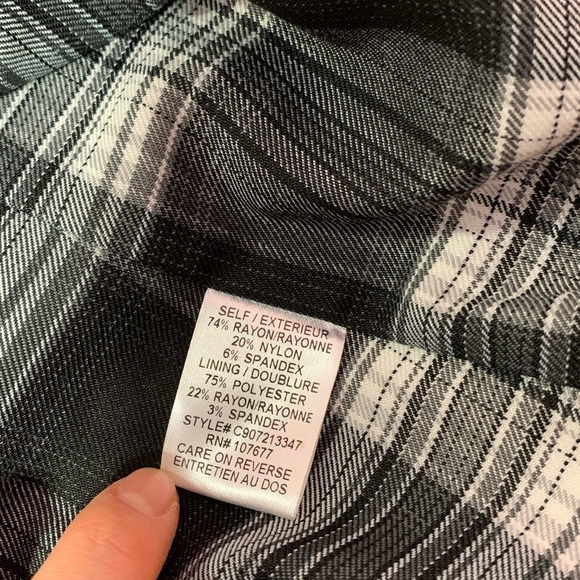 SELF / EXTERIEUR
74% RAYON/RAYONNE
20% NYLON
6% SPANDEX
LINING / DOUBLURE
75% POLYESTER
22% RAYON/RAYONNE
3% SPANDEX
STYLE# C907213347
RN# 107677
CARE ON REVERSE
ENTRETIEN AU DOS